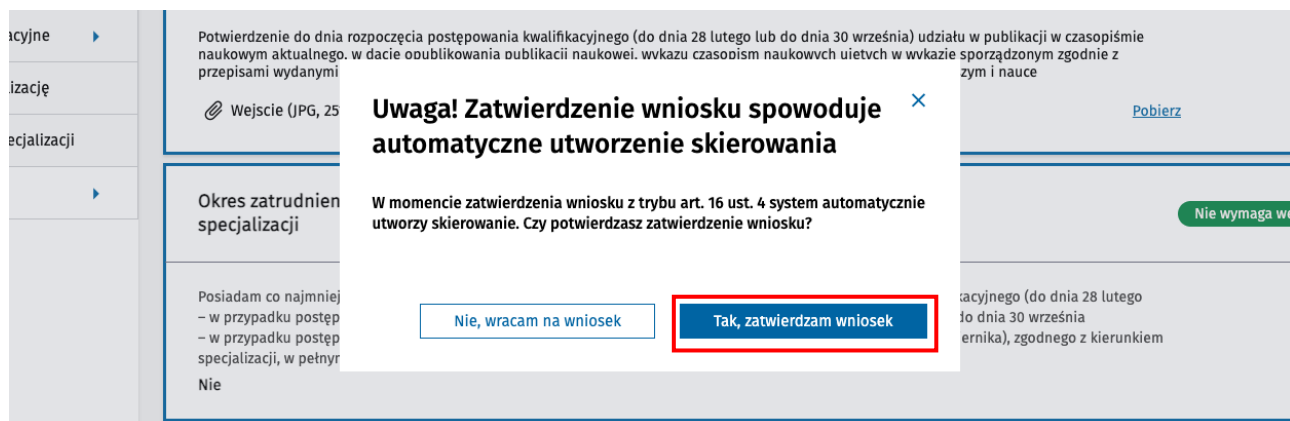 acyjne
izację
ecjalizacji
Potwierdzenie do dnia rozpoczęcia postępowania kwalifikacyjnego (do dnia 28 lutego lub do dnia 30 września) udziału w publikacji w czasopiśmie
naukowym aktualnego, w dacie opublikowania publikacji naukowej, wykazu czasopism naukowych ujętych w wykazie sporządzonym zgodnie z
przepisami wydanymi
zym i nauce
Wejscie (JPG, 25
Pobierz
Uwaga! Zatwierdzenie wniosku spowoduje
automatyczne utworzenie skierowania
W momencie zatwierdzenia wniosku z trybu art. 16 ust. 4 system automatycznie
utworzy skierowanie. Czy potwierdzasz zatwierdzenie wniosku?
Nie, wracam na wniosek
Tak, zatwierdzam wniosek
Okres zatrudnien
specjalizacji
Nie wymaga we
Posiadam co najmniej
kacyjnego (do dnia 28 lutego
– w przypadku postęp
do dnia 30 września
– w przypadku postęp
ernika), zgodnego z kierunkiem
specjalizacji, w pełnyr
Nie